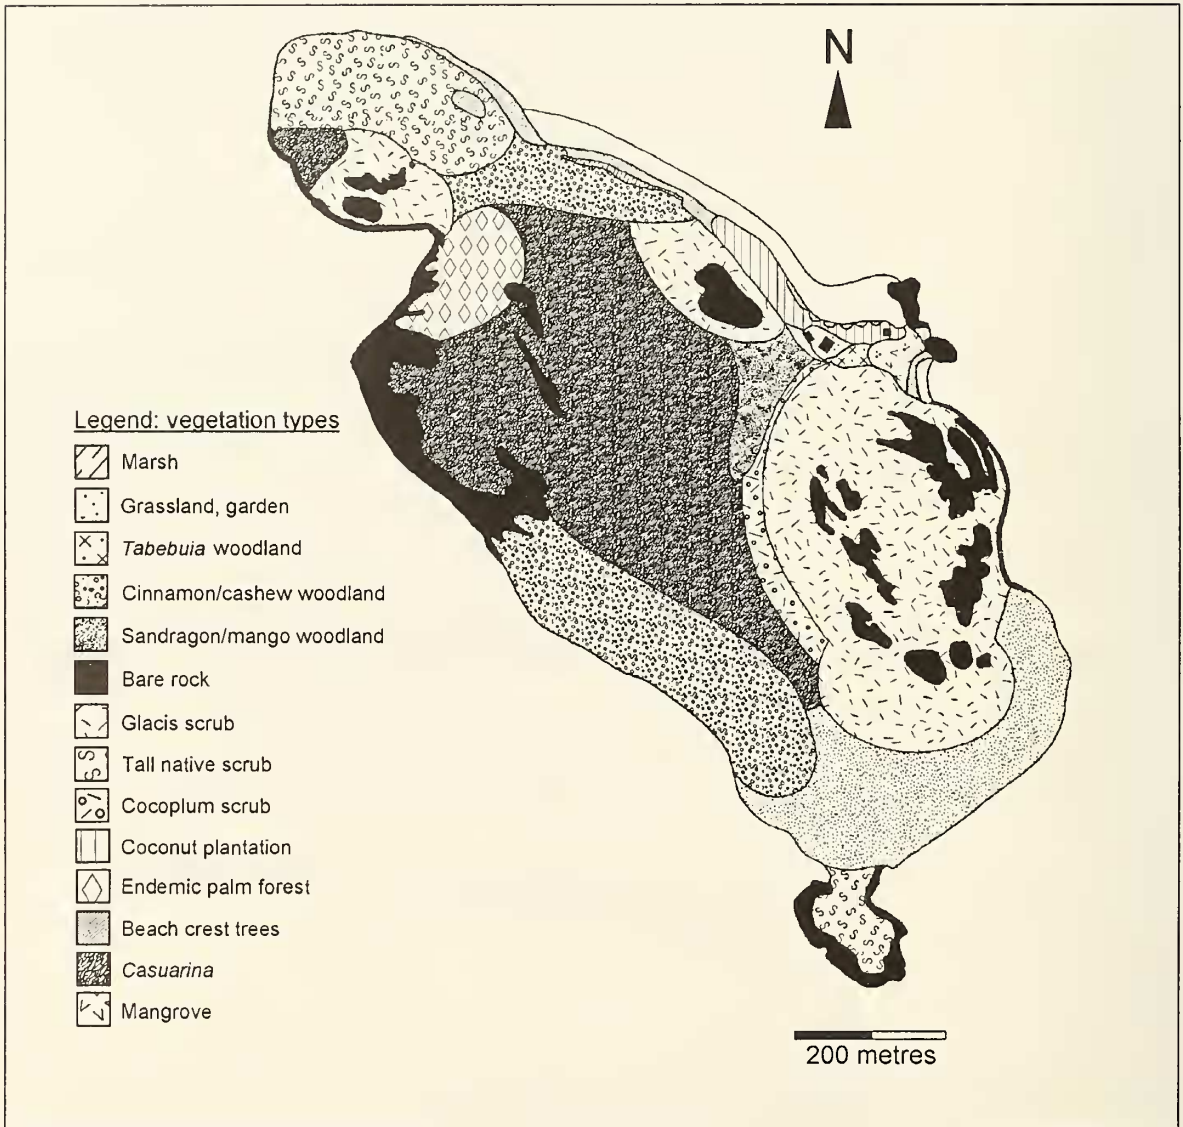 N
Legend: vegetation types
Marsh
Grassland, garden
Tabebuia woodland
Cinnamon/cashew woodland
Sandragon/mango woodland
Bare rock
Glacis scrub
Tall native scrub
Cocoplum scrub
Coconut plantation
Endemic palm forest
Beach crest trees
Casuarina
Mangrove
200 metres